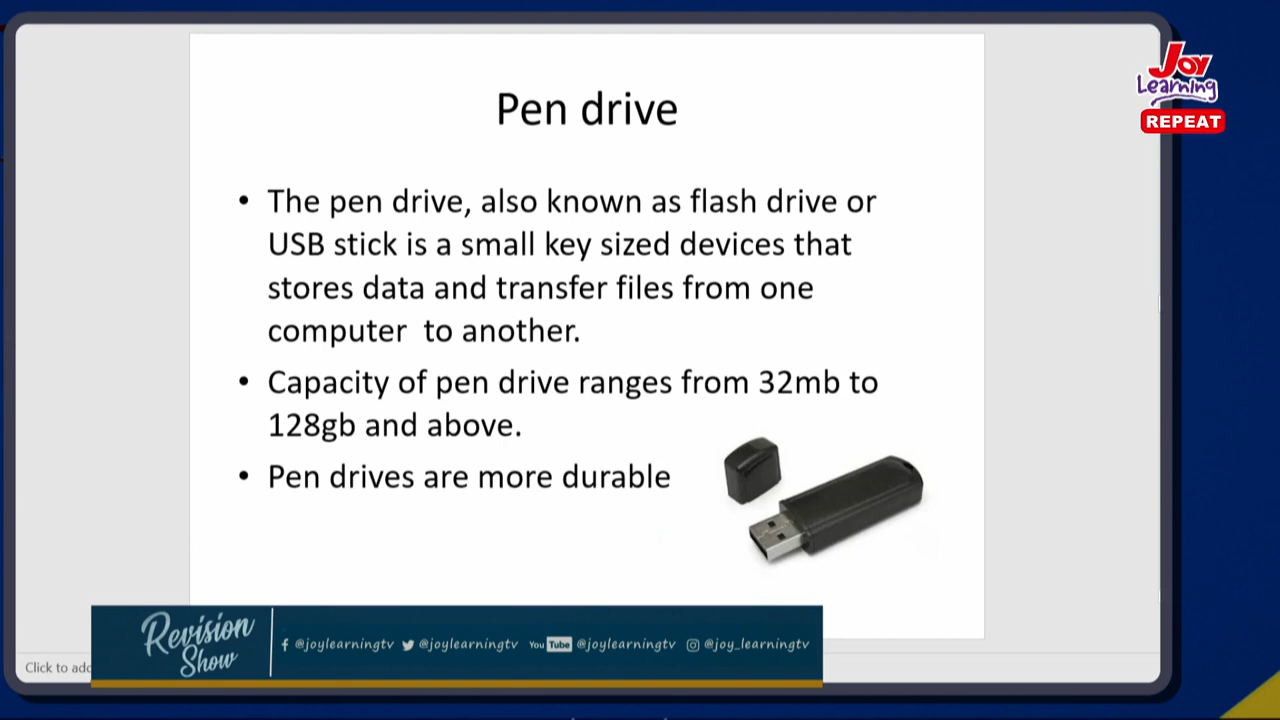 Joy
Learning
REPEAT
Pen drive
• The pen drive, also known as flash drive or
USB stick is a small key sized devices that
stores data and transfer files from one
computer to another.
• Capacity of pen drive ranges from 32mb to
128gb and above.
• Pen drives are more durable
Revision
Show
@joylearningtv @joylearningtv YouTube @joylearningtv @joy_learningtv
Click to add